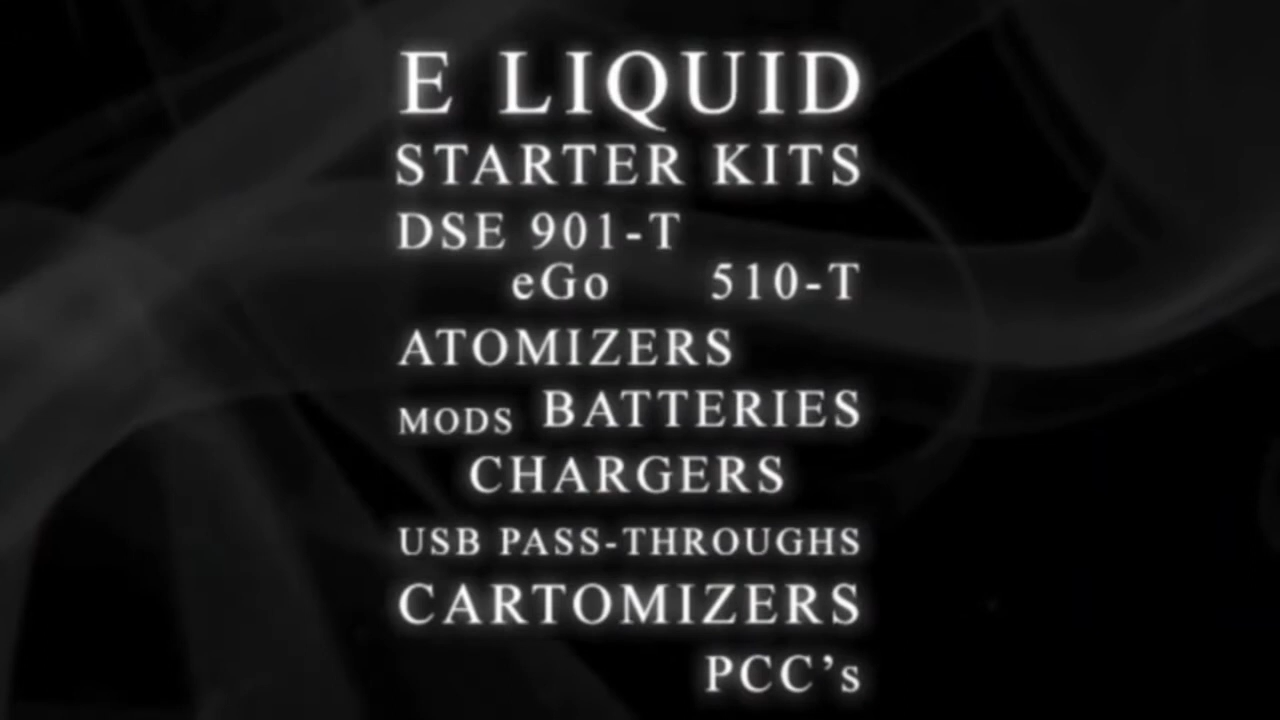 E LIQUID
STARTER KITS
DSE 901-T
eGo 510-T
ATOMIZERS
MODS BATTERIES
CHARGERS
USB PASS-THROUGHS
CARTOMIZERS
PCC's